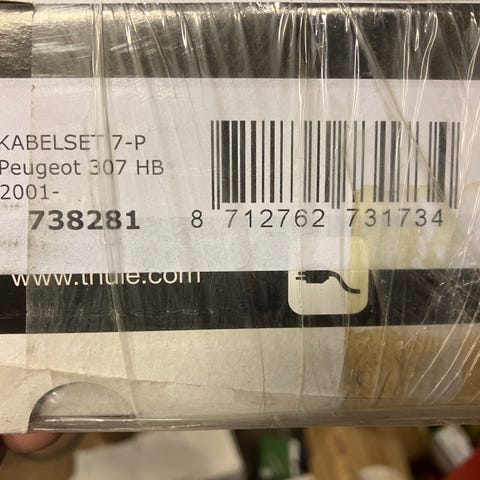 KABELSET 7-P
Peugeot 307 HB
2001-
738281
8 712762 731734
www.thule.com